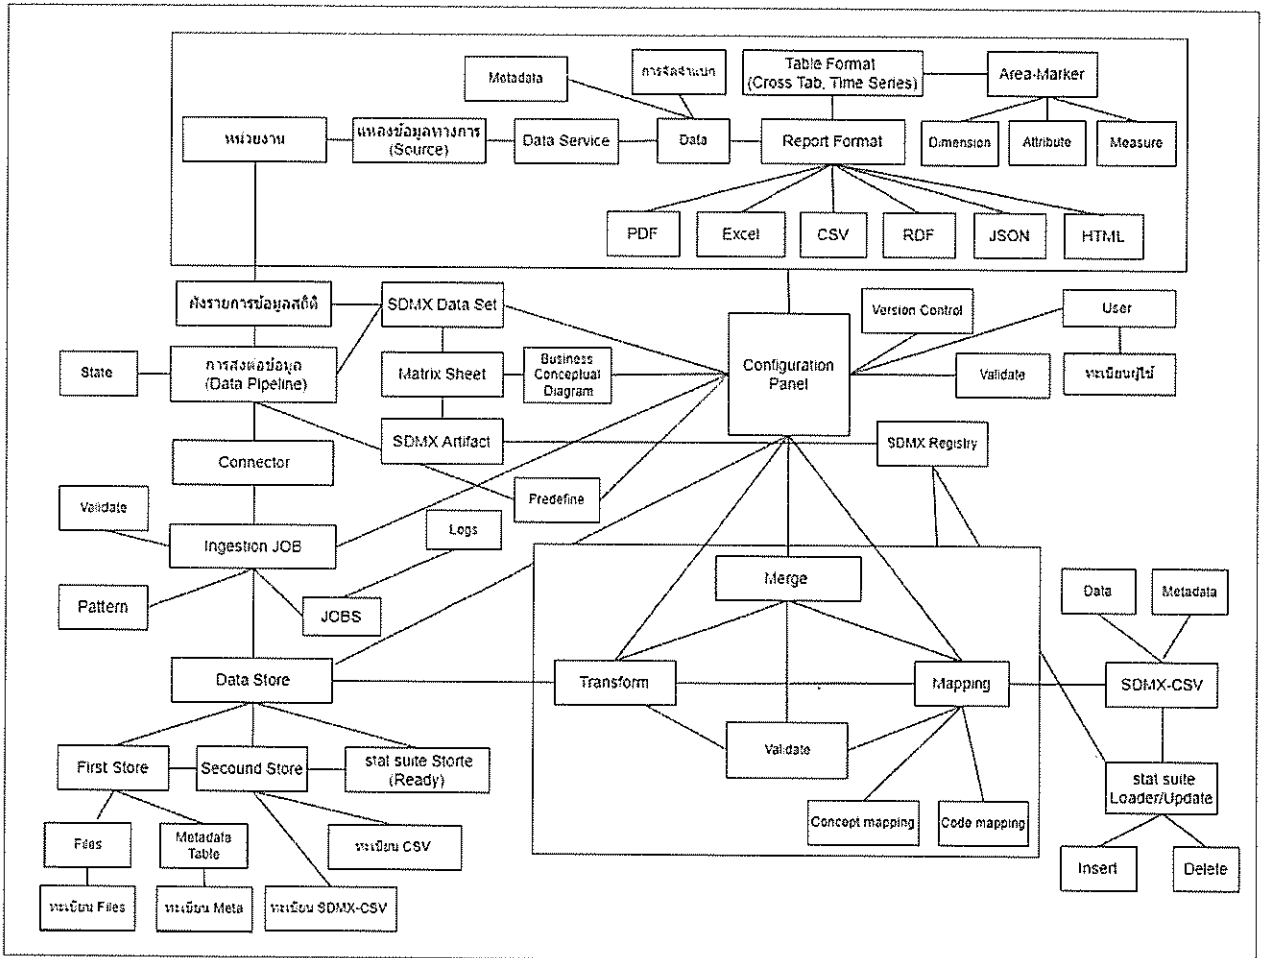 Metadata
การจัดจำแนก
Table Format
(Cross Tab, Time Series)
Area-Marker
หน่วยงาน
แหล่งข้อมูลทางการ
(Source)
Data Service
Data
Report Format
Dimension
Attribute
Measure
PDF
Excel
CSV
RDF
JSON
HTML
ผังรายการข้อมูลสถิติ
SDMX Data Set
Version Control
User
State
การส่งต่อข้อมูล
(Data Pipeline)
Matrix Sheet
Business
Conceptual
Diagram
Configuration
Panel
Validate
ทะเบียนผู้ใช้
SDMX Artifact
SDMX Registry
Connector
Predefine
Validate
Logs
Ingestion JOB
Merge
Pattern
JOBS
Data
Metadata
Data Store
Transform
Mapping
SDMX-CSV
Validate
First Store
Secound Store
stat suite Storte
(Ready)
stat suite
Loader/Update
Concept mapping
Code mapping
Files
Metadata
Table
ทะเบียน CSV
Insert
Delete
ทะเบียน Files
ทะเบียน Meta
ทะเบียน SDMX-CSV